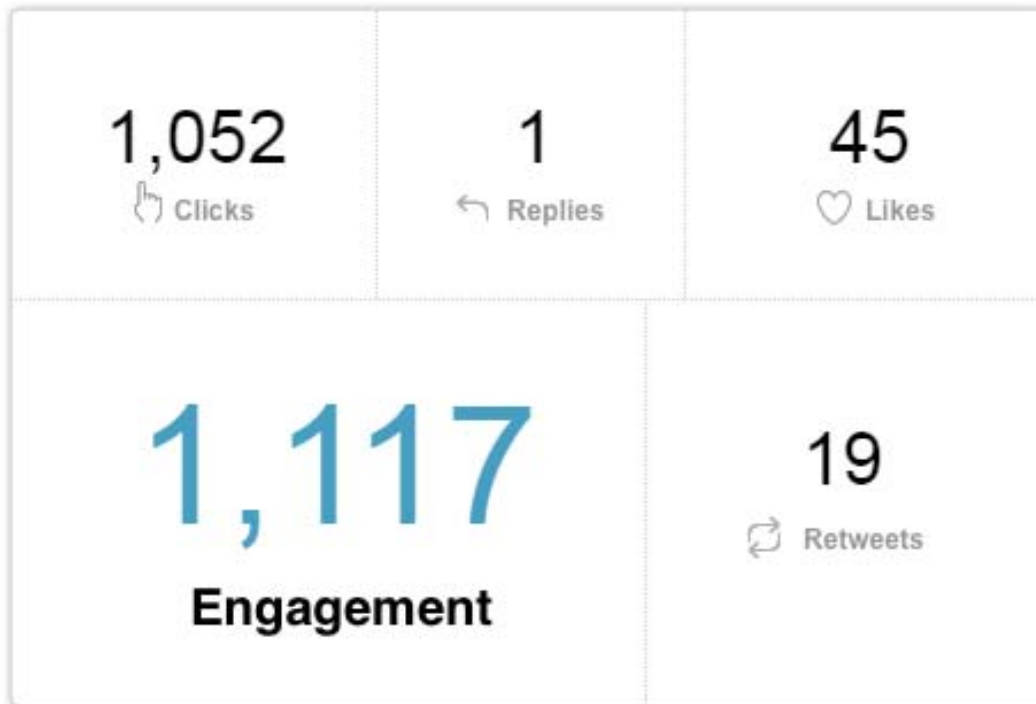 1,052
Clicks
1
Replies
45
Likes
1,117
Engagement
19
Retweets